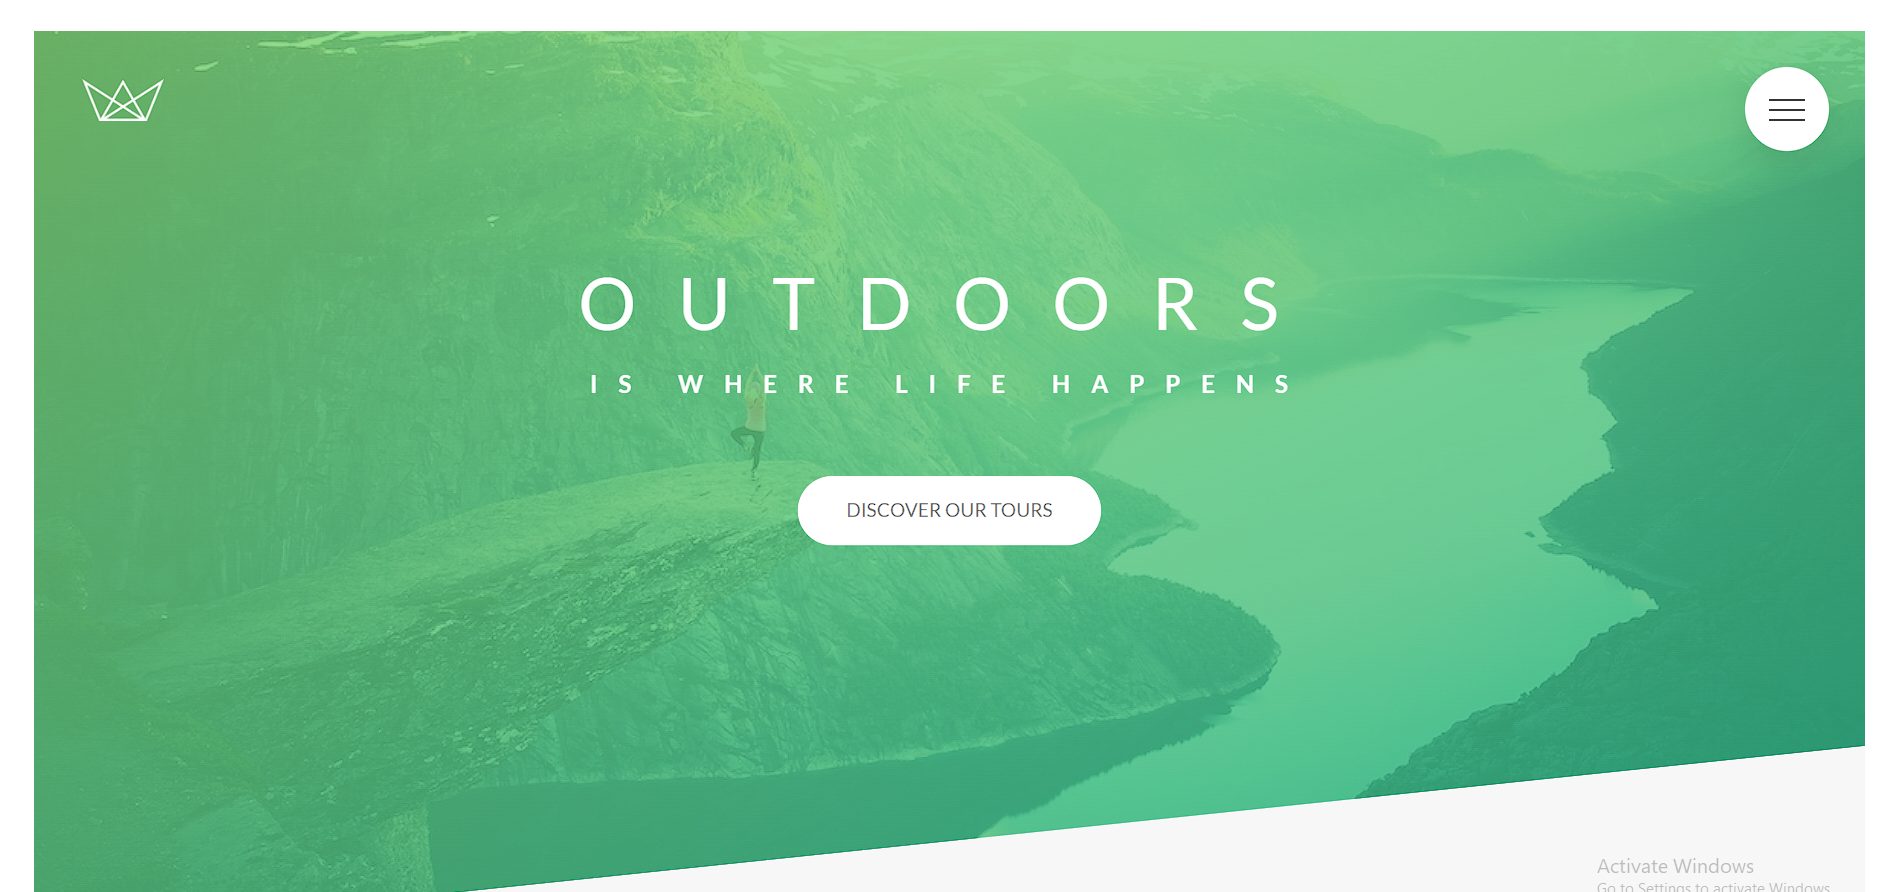 OUTDOORS
IS WHERE LIFE HAPPENS
DISCOVER OUR TOURS
Activate Windows
Go to Settings to activate Windows.